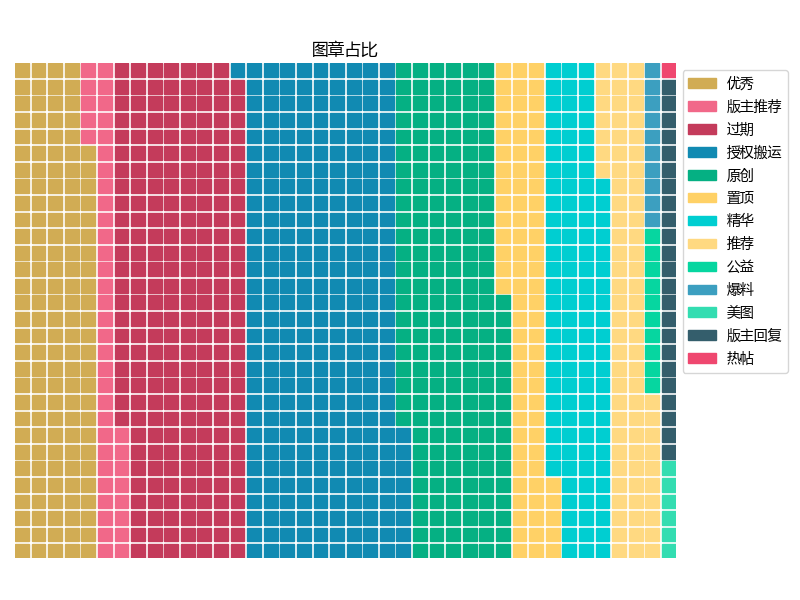 图章占比
优秀
版主推荐
过期
授权搬运
原创
置顶
精华
推荐
公益
爆料
美图
版主回复
热帖